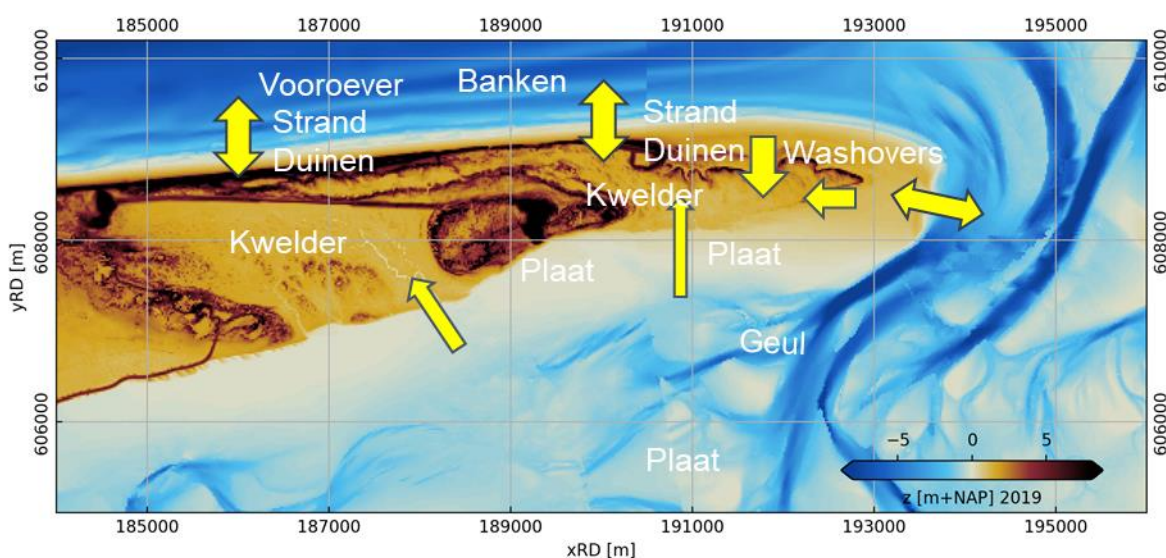 185000 187000 189000 191000 193000 195000
610000 610000
Vooroever Banken
Strand Strand
Duinen Duinen Washovers
Kwelder
Kwelder
608000 608000
Plaat Plaat
yRD [m]
Geul
606000 606000
Plaat
−5 0 5
z [m+NAP] 2019
185000 187000 189000 191000 193000 195000
xRD [m]